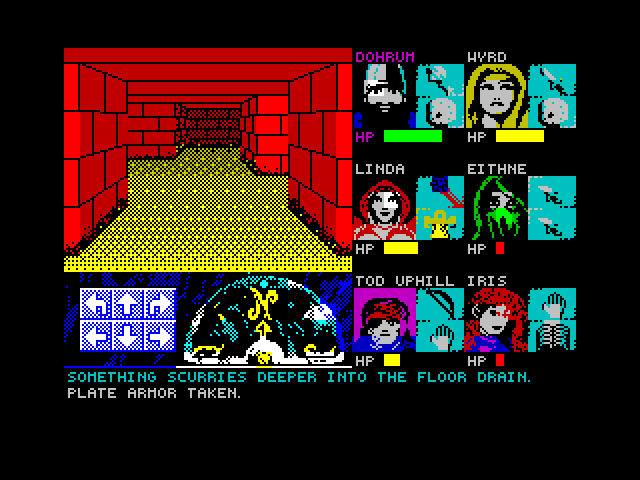 DOHRUM WYRD
HP HP
LINDA EITHNE
HP HP
TOD UPHILL IRIS
HP HP
SOMETHING SCURRIES DEEPER INTO THE FLOOR DRAIN.
PLATE ARMOR TAKEN.